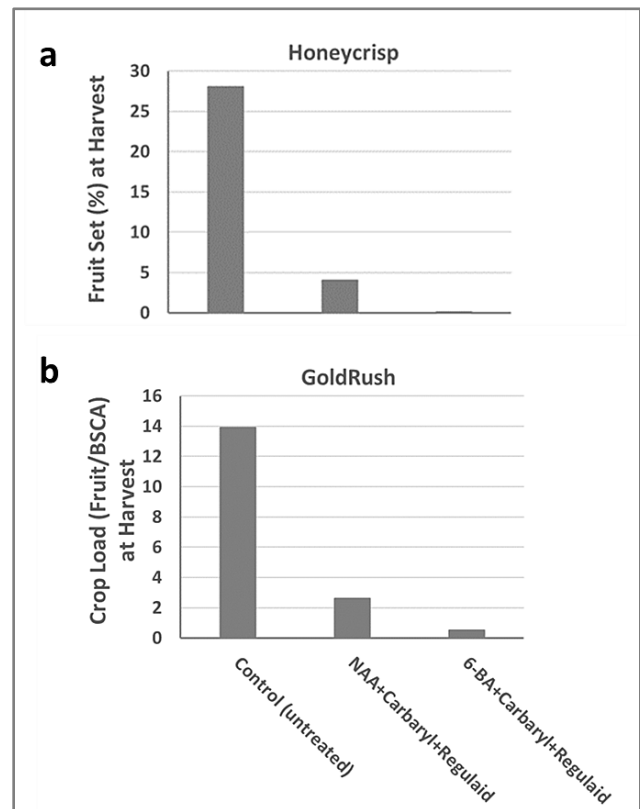 a
Honeycrisp
Fruit Set (%) at Harvest
30
25
20
15
10
5
0
b
GoldRush
Crop Load (Fruit/BSCA)
at Harvest
16
14
12
10
8
6
4
2
0
Control (untreated)
NAA+Carbaryl+Regulaid
6-BA+Carbaryl+Regulaid